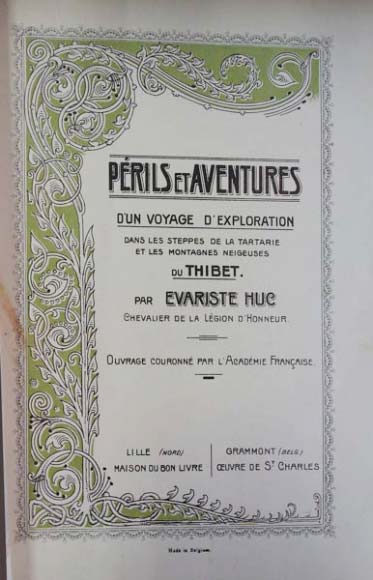 PÉRILS ET AVENTURES
D'UN VOYAGE D'EXPLORATION
DANS LES STEPPES DE LA TARTARIE
ET LES MONTAGNES NEIGEUSES
DU THIBET.
PAR EVARISTE HUC
CHEVALIER DE LA LÉGION D'HONNEUR.
OUVRAGE COURONNÉ PAR L'ACADÉMIE FRANÇAISE.
LILLE (NORD)
MAISON DU BON LIVRE
GRAMMONT (BELG)
ŒUVRE DE ST CHARLES
Made in Belgium.